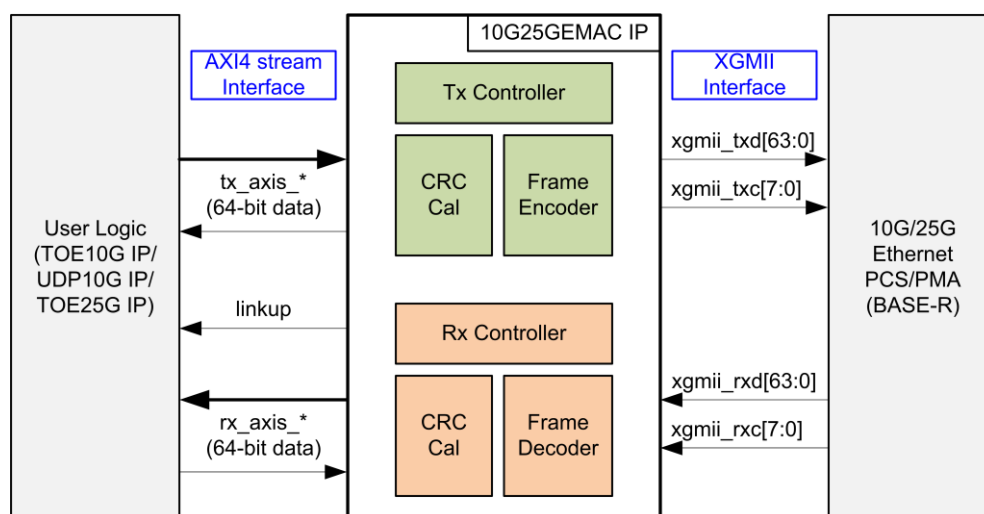 10G25GEMAC IP
AXI4 stream
Interface
XGMII
Interface
Tx Controller
CRC
Cal
Frame
Encoder
tx_axis_*
(64-bit data)
xgmii_txd[63:0]
xgmii_txc[7:0]
User Logic
(TOE10G IP/
UDP10G IP/
TOE25G IP)
10G/25G
Ethernet
PCS/PMA
(BASE-R)
linkup
Rx Controller
CRC
Cal
Frame
Decoder
rx_axis_*
(64-bit data)
xgmii_rxd[63:0]
xgmii_rxc[7:0]